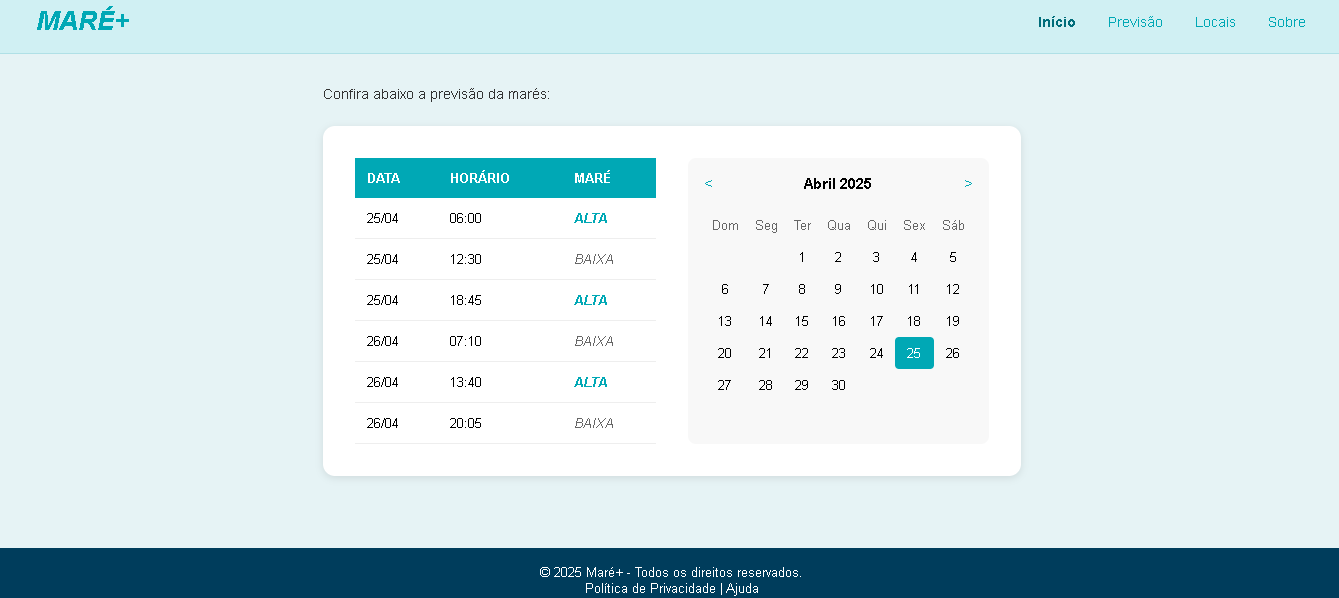 MARÉ+
Início Previsão Locais Sobre
Confira abaixo a previsão da marés:
DATA HORÁRIO MARÉ
25/04 06:00 ALTA
25/04 12:30 BAIXA
25/04 18:45 ALTA
26/04 07:10 BAIXA
26/04 13:40 ALTA
26/04 20:05 BAIXA
< Abril 2025 >
Dom Seg Ter Qua Qui Sex Sáb
1 2 3 4 5
6 7 8 9 10 11 12
13 14 15 16 17 18 19
20 21 22 23 24 25 26
27 28 29 30
© 2025 Maré+ - Todos os direitos reservados.
Política de Privacidade | Ajuda